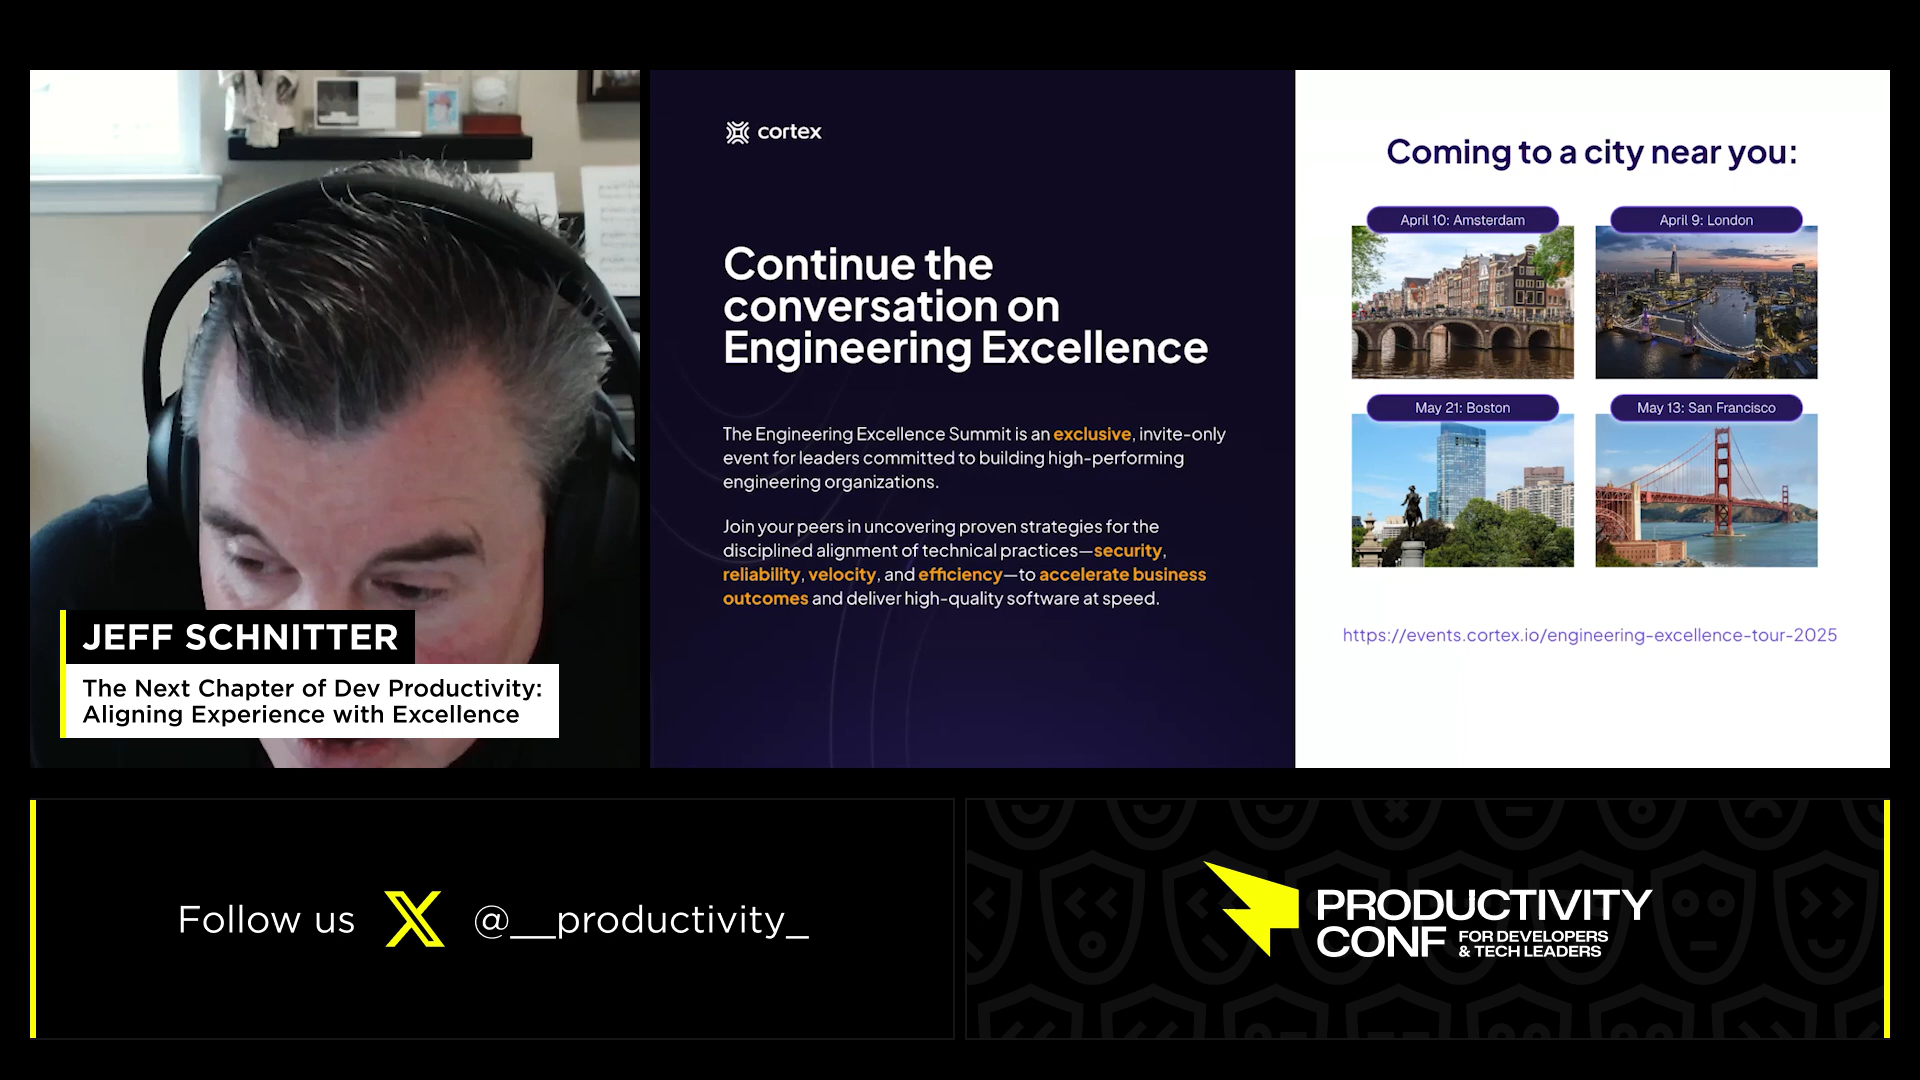 JEFF SCHNITTER
The Next Chapter of Dev Productivity:
Aligning Experience with Excellence
cortex
Continue the
conversation on
Engineering Excellence
The Engineering Excellence Summit is an exclusive, invite-only
event for leaders committed to building high-performing
engineering organizations.
Join your peers in uncovering proven strategies for the
disciplined alignment of technical practices—security,
reliability, velocity, and efficiency—to accelerate business
outcomes and deliver high-quality software at speed.
Coming to a city near you:
April 10: Amsterdam
April 9: London
May 21: Boston
May 13: San Francisco
https://events.cortex.io/engineering-excellence-tour-2025
Follow us X @__productivity_
PRODUCTIVITY
CONF FOR DEVELOPERS
& TECH LEADERS